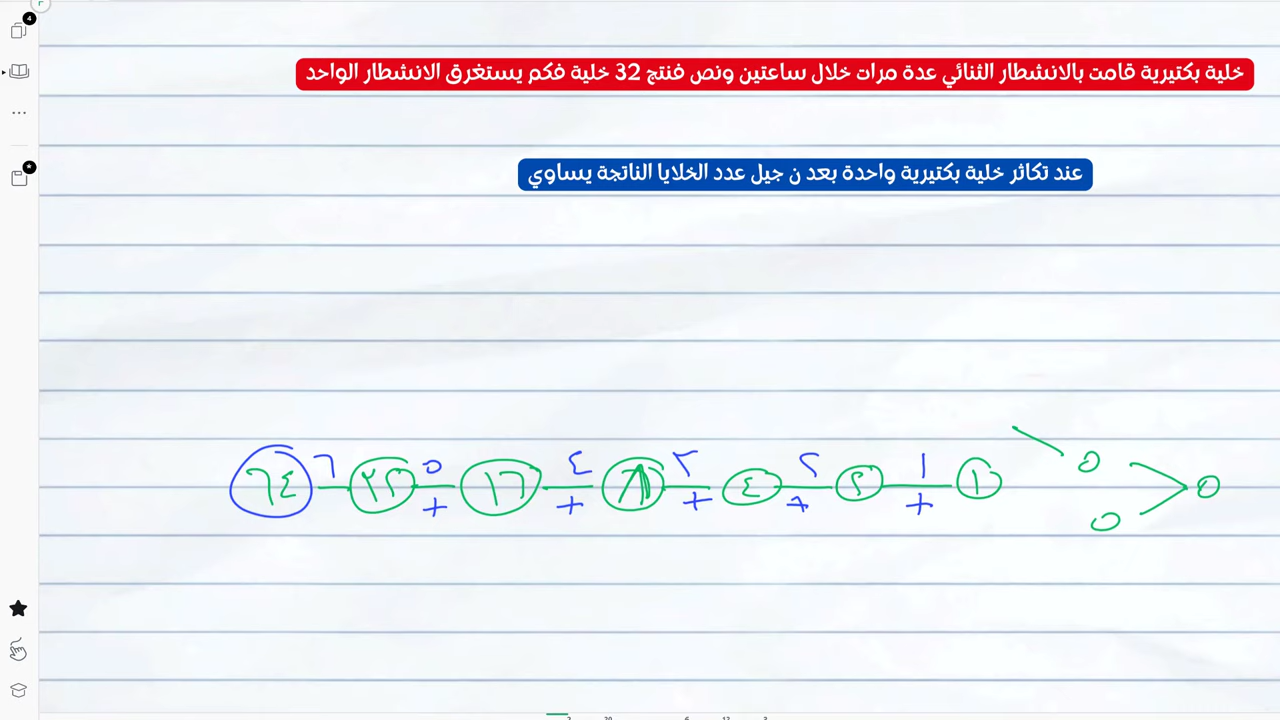 خلية بكتيرية قامت بالانشطار الثنائي عدة مرات خلال ساعتين ونص فنتج 32 خلية فكم يستغرق الانشطار الواحد
عند تكاثر خلية بكتيرية واحدة بعد ن جيل عدد الخلايا الناتجة يساوي
١ ٢ ٣ ٤ ٥ ٦
١ ٢ ٤ ٨ ١٦ ٣٢ ٦٤
+ + + + +